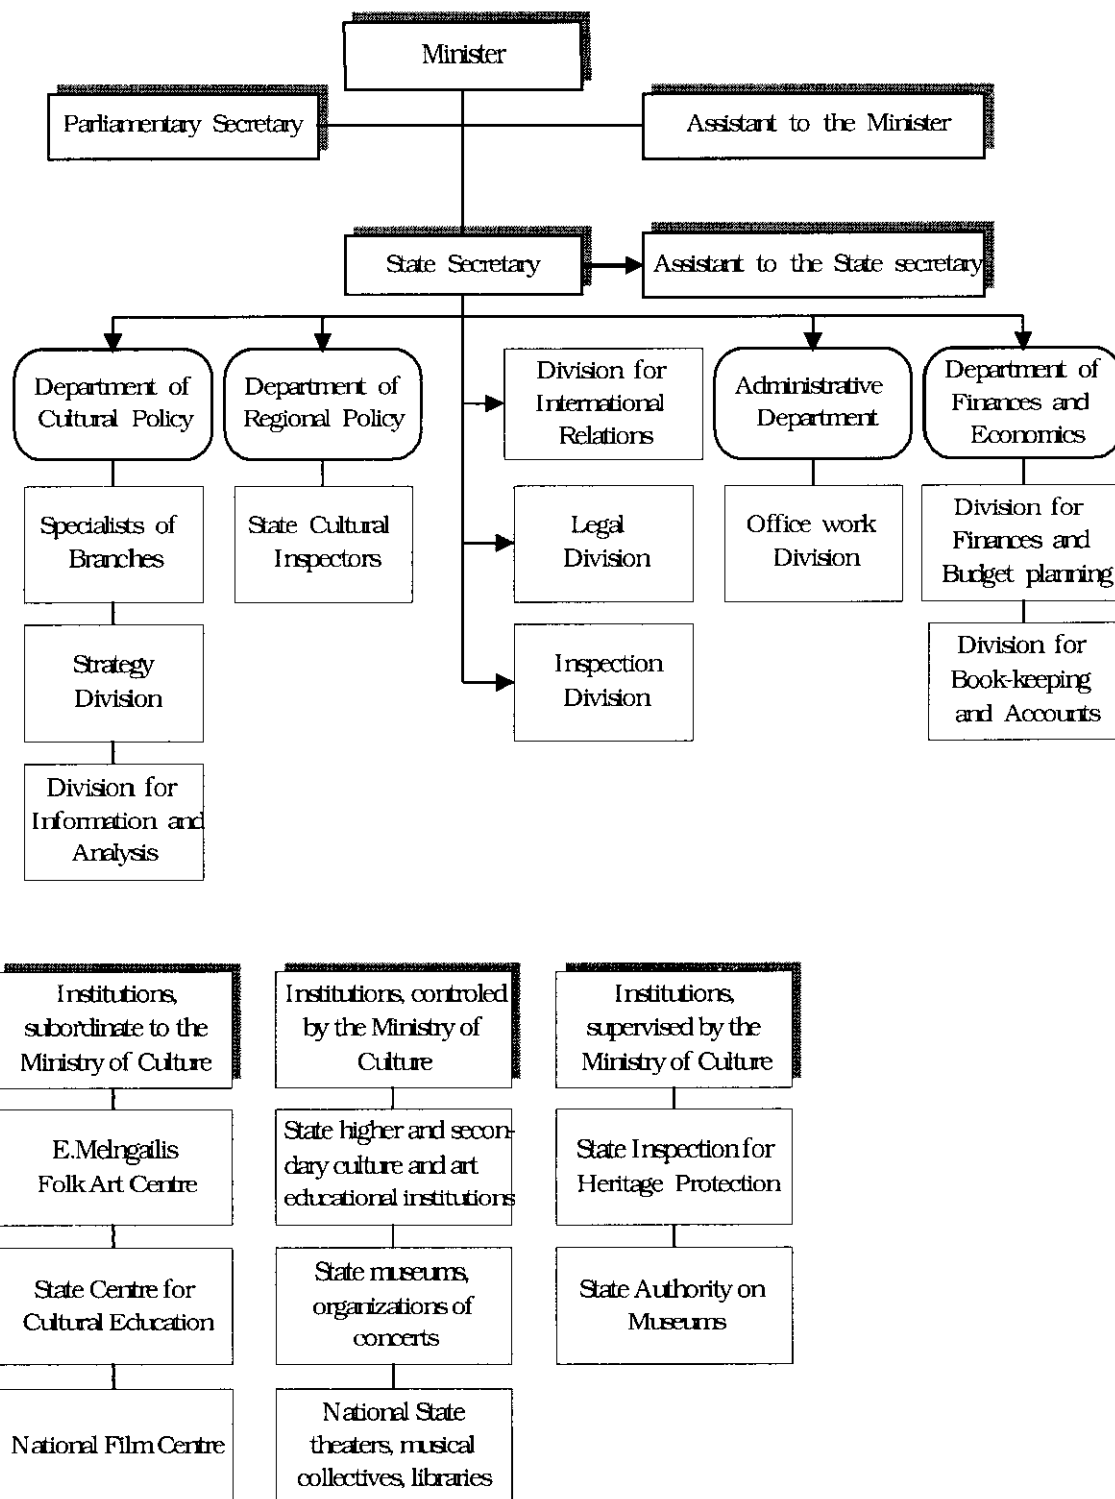 Minister
Parliamentary Secretary
Assistant to the Minister
State Secretary
Assistant to the State secretary
Department of
Cultural Policy
Department of
Regional Policy
Division for
International
Relations
Administrative
Department
Department of
Finances and
Economics
Specialists of
Branches
State Cultural
Inspectors
Legal
Division
Office work
Division
Division for
Finances and
Budget planning
Strategy
Division
Inspection
Division
Division for
Book-keeping
and Accounts
Division for
Information and
Analysis
Institutions,
subordinate to the
Ministry of Culture
E.Melngailis
Folk Art Centre
State Centre for
Cultural Education
National Film Centre
Institutions, controled
by the Ministry of
Culture
State higher and secon-
dary culture and art
educational institutions
State museums,
organizations of
concerts
National State
theaters, musical
collectives, libraries
Institutions,
supervised by the
Ministry of Culture
State Inspection for
Heritage Protection
State Authority on
Museums